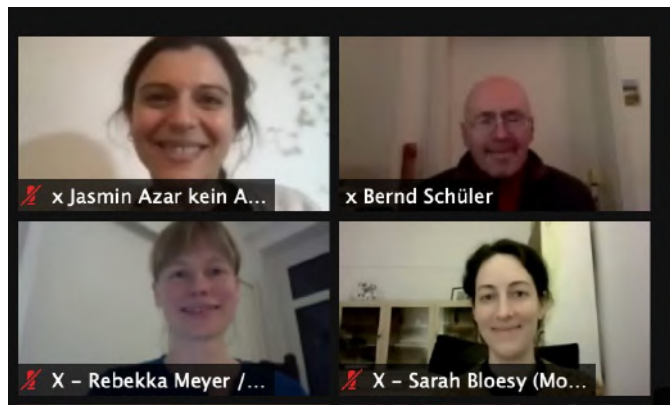 x Jasmin Azar kein A...
x Bernd Schüler
X – Rebekka Meyer /...
X – Sarah Bloesy (Mo...